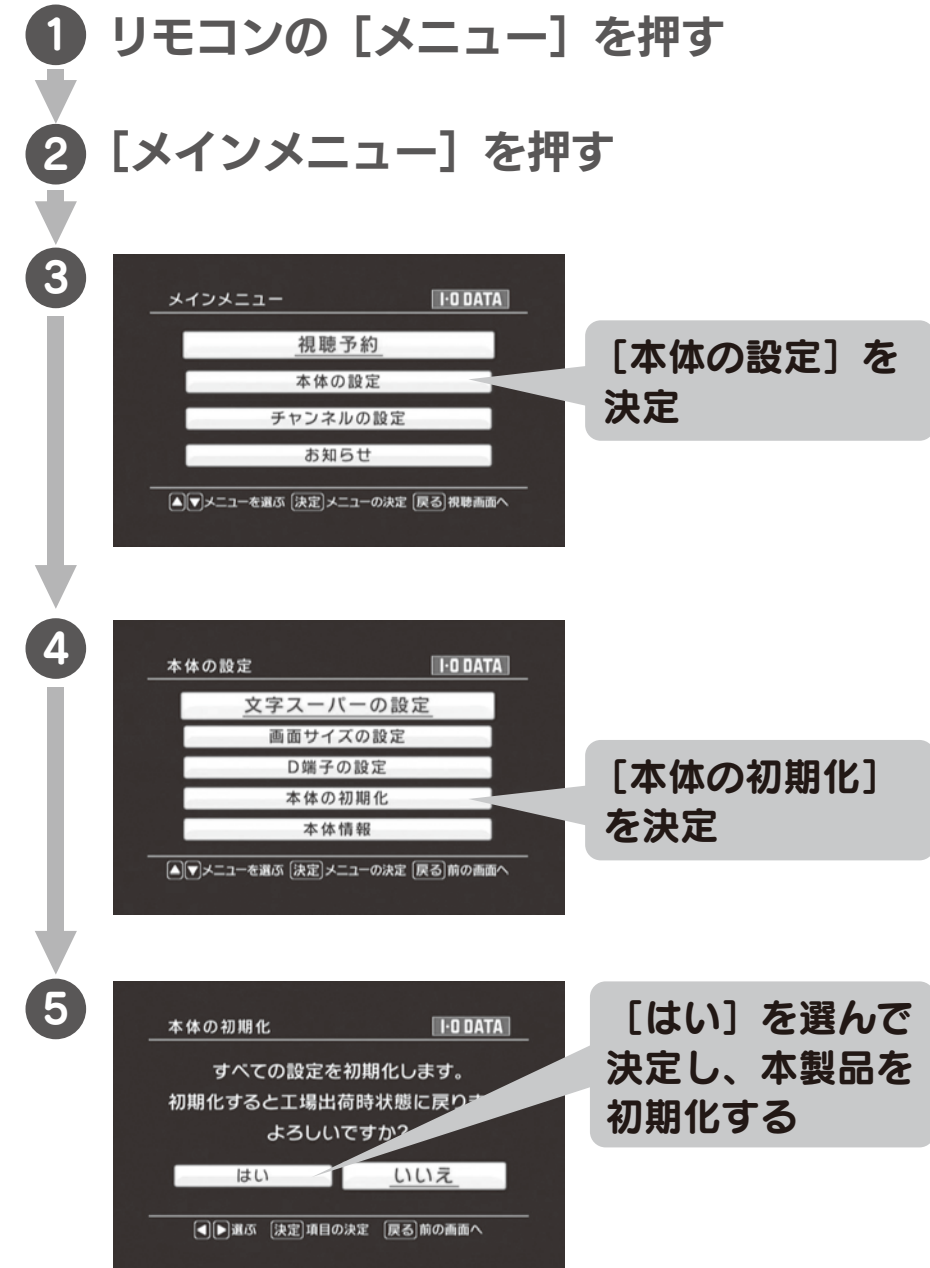 1 リモコンの［メニュー］を押す
2 ［メインメニュー］を押す
3
メインメニュー I-O DATA
視聴予約
本体の設定
チャンネルの設定
お知らせ
▲▼メニューを選ぶ 決定メニューの決定 戻る視聴画面へ
［本体の設定］を
決定
4
本体の設定 I-O DATA
文字スーパーの設定
画面サイズの設定
D端子の設定
本体の初期化
本体情報
▲▼メニューを選ぶ 決定メニューの決定 戻る前の画面へ
［本体の初期化］
を決定
5
本体の初期化 I-O DATA
すべての設定を初期化します。
初期化すると工場出荷時状態に戻りま
よろしいですか?
はい いいえ
◀▶選ぶ 決定項目の決定 戻る前の画面へ
［はい］を選んで
決定し、本製品を
初期化する